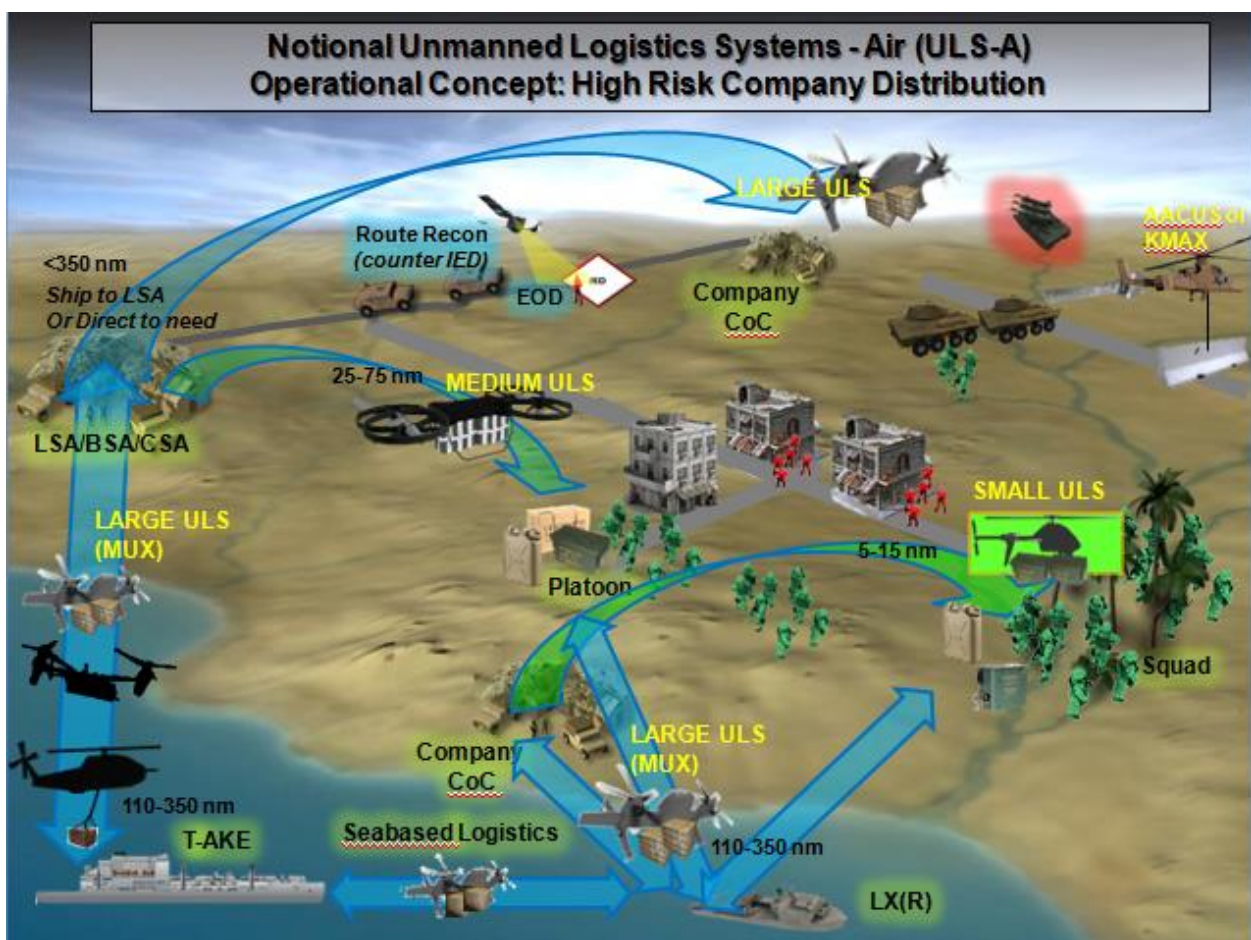 Notional Unmanned Logistics Systems - Air (ULS-A)
Operational Concept: High Risk Company Distribution
LARGE ULS
AACUS or
KMAX
Route Recon
(counter IED)
<350 nm
Ship to LSA
Or Direct to need
EOD
IED
Company
CoC
25-75 nm
MEDIUM ULS
LSA/BSA/CSA
SMALL ULS
LARGE ULS
(MUX)
5-15 nm
Platoon
Squad
LARGE ULS
(MUX)
Company
CoC
110-350 nm
Seabased Logistics
110-350 nm
T-AKE
LX(R)